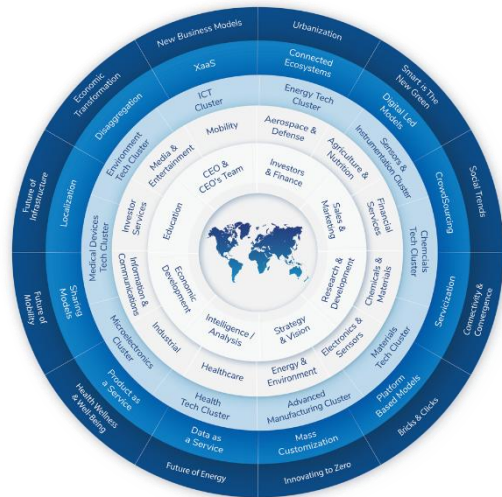 New Business Models
Urbanization
Smart is The
New Green
Social Trends
Connectivity &
Convergence
Bricks & Clicks
Innovating to Zero
Future of Energy
Health Wellness
& Well-Being
Future of
Mobility
Future of
Infrastructure
Economic
Transformation
XaaS
Connected
Ecosystems
Digital Led
Models
CrowdSourcing
Servicization
Platform
Based Models
Mass
Customization
Data as
a Service
Product as
a Service
Sharing
Models
Localization
Disaggregation
ICT
Cluster
Energy Tech
Cluster
Sensors &
Instrumentation Cluster
Chemcials
Tech Cluster
Materials
Tech Cluster
Advanced
Manufacturing Cluster
Health
Tech Cluster
Microelectronics
Cluster
Medical Devices
Tech Cluster
Environment
Tech Cluster
Mobility
Aerospace &
Defense
Agriculture &
Nutrition
Financial
Services
Chemicals &
Materials
Electronics &
Sensors
Energy &
Environment
Healthcare
Industrial
Information &
Communications
Investor
Services
Media &
Entertainment
Education
CEO &
CEO's Team
Investors
& Finance
Sales &
Marketing
Research &
Development
Strategy
& Vision
Intelligence /
Analysis
Economic
Development